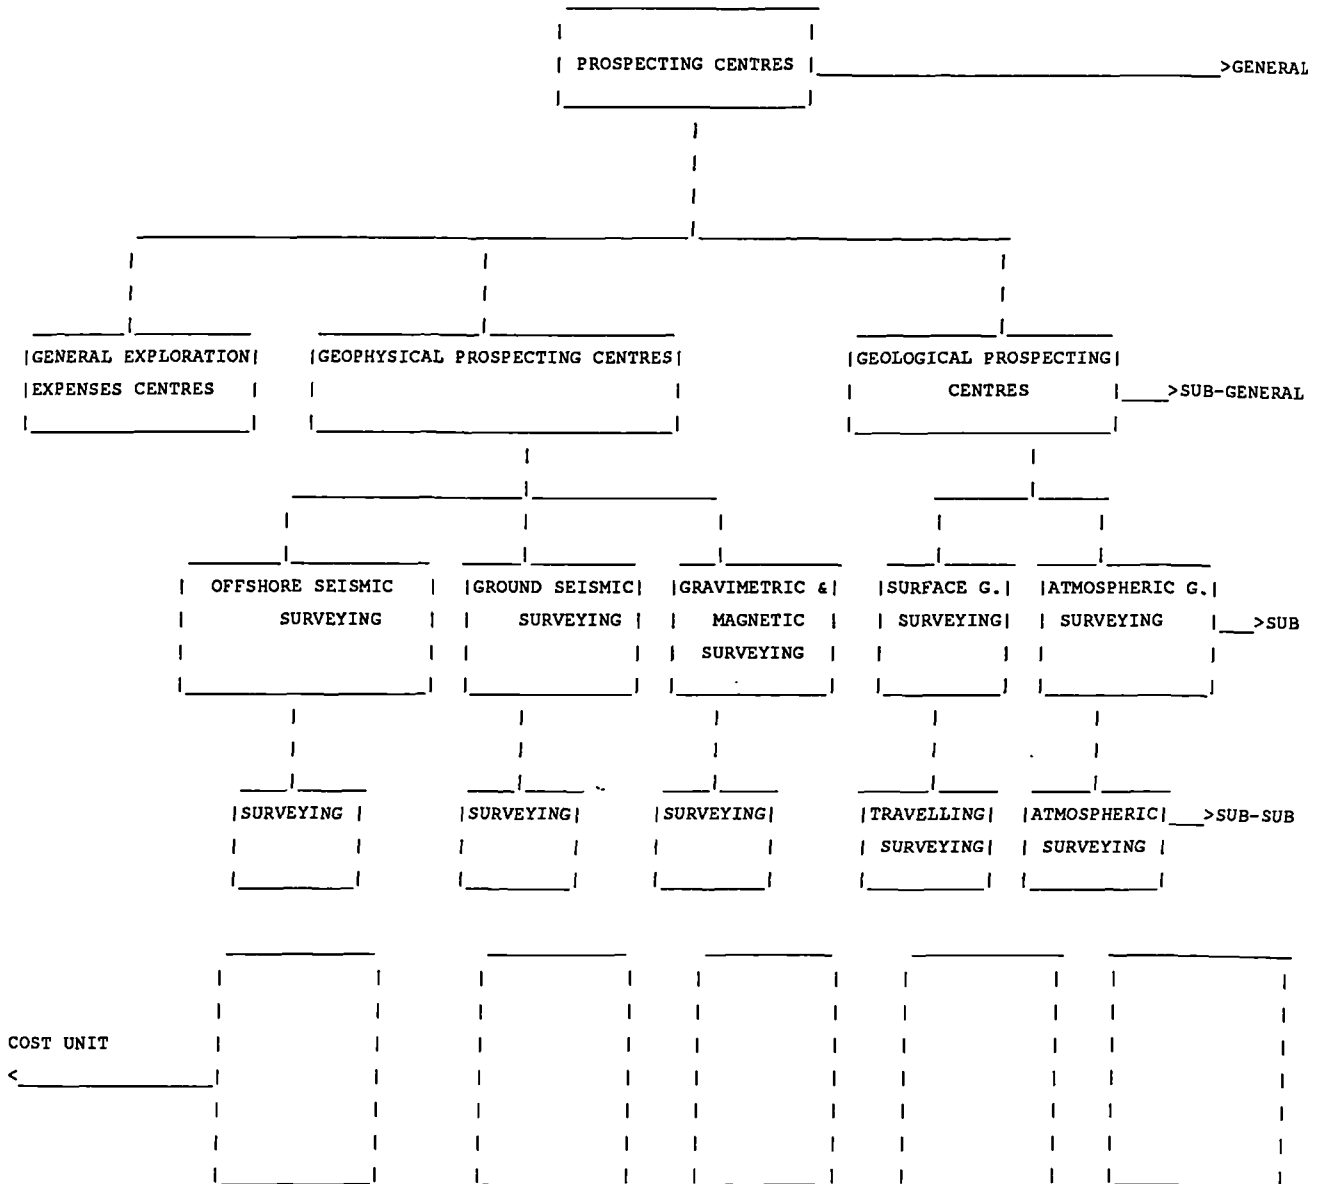 PROSPECTING CENTRES >GENERAL
GENERAL EXPLORATION GEOPHYSICAL PROSPECTING CENTRES GEOLOGICAL PROSPECTING
EXPENSES CENTRES CENTRES >SUB-GENERAL
OFFSHORE SEISMIC GROUND SEISMIC GRAVIMETRIC & SURFACE G. ATMOSPHERIC G.
SURVEYING SURVEYING MAGNETIC SURVEYING SURVEYING >SUB
SURVEYING
SURVEYING SURVEYING SURVEYING TRAVELLING ATMOSPHERIC >SUB-SUB
SURVEYING SURVEYING
COST UNIT
<